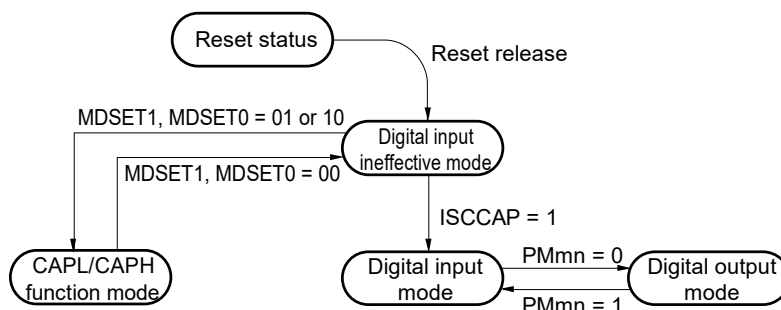 Reset status
Reset release
MDSET1, MDSET0 = 01 or 10
Digital input
ineffective mode
MDSET1, MDSET0 = 00
ISCCAP = 1
CAPL/CAPH
function mode
Digital input
mode
PMmn = 0
PMmn = 1
Digital output
mode